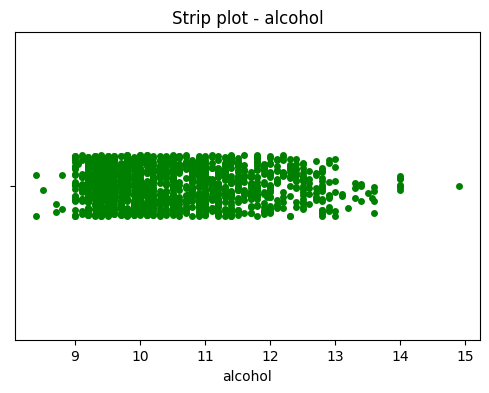 Strip plot - alcohol
9 10 11 12 13 14 15
alcohol